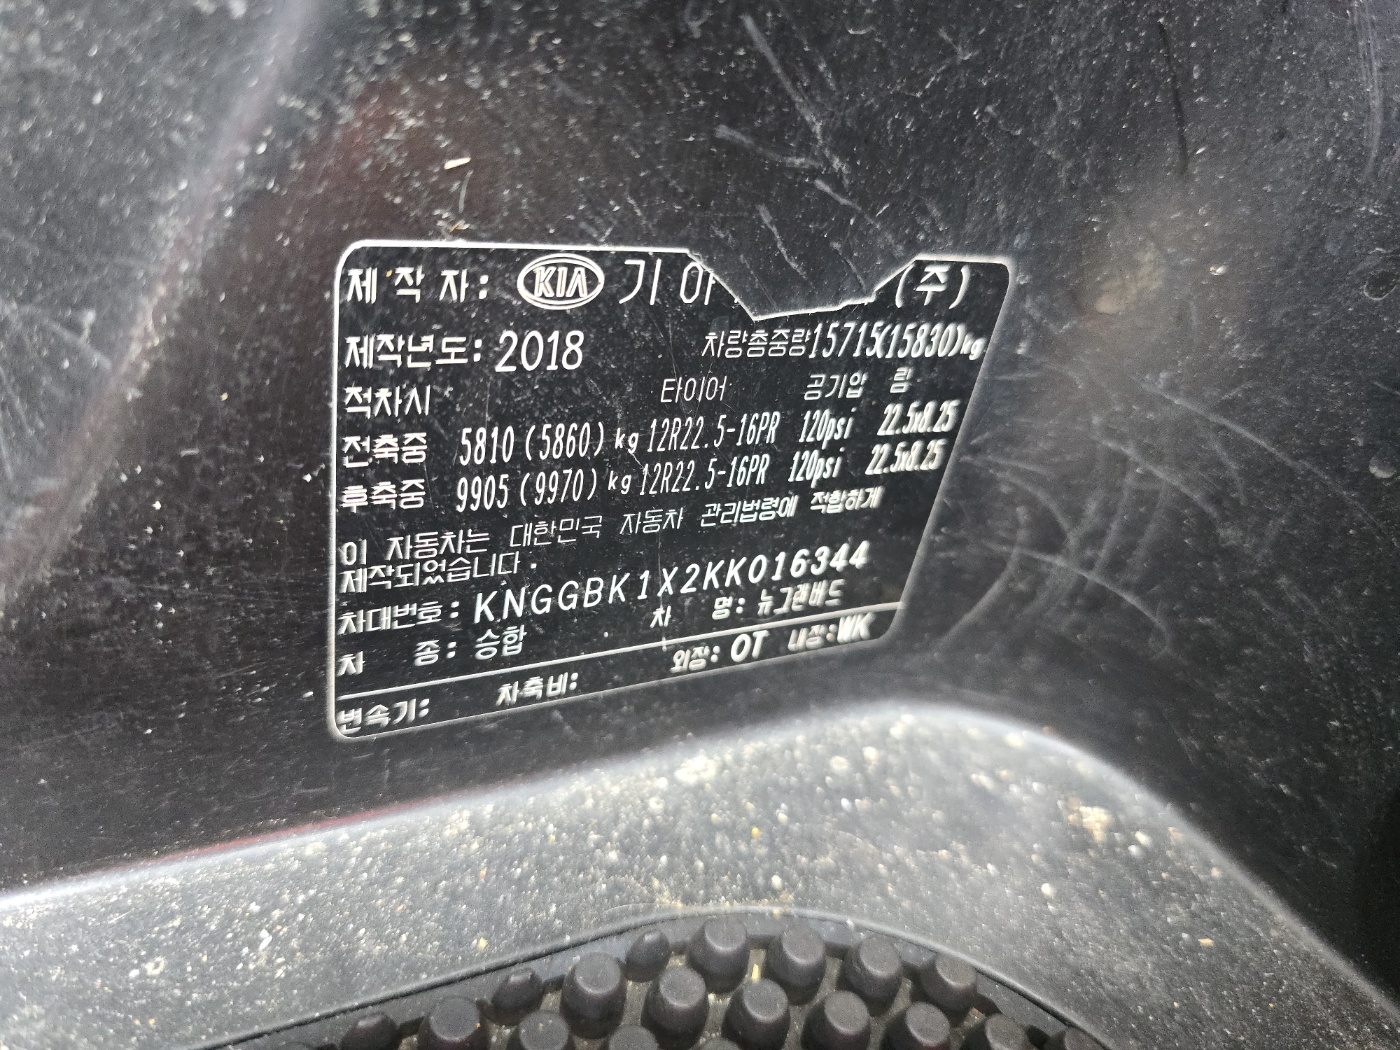 제작자: KIA 기아 (주)
제작년도: 2018 차량총중량15715(15830)kg
적차시 타이어 공기압 림
전축중 5810 (5860) kg 12R22.5-16PR 120psi 22.5x8.25
후축중 9905 (9970) kg 12R22.5-16PR 120psi 22.5x8.25
이 자동차는 대한민국 자동차 관리법령에 적합하게
제작되었습니다.
차대번호: KNGGBK1X2KK016344
차 종: 승합 차 명: 뉴그랜버드
외장: OT 내장:WK
변속기: 차축비: